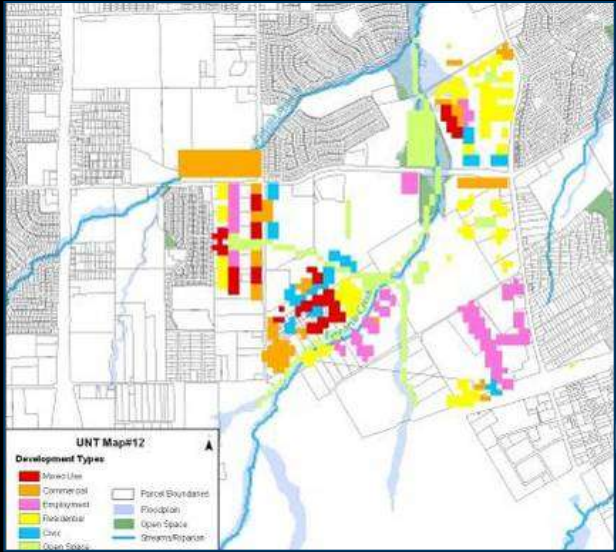 UNT Map#12
Development Types
Mixed Use
Commercial
Employment
Residential
Civic
Open Space
Parcel Boundaries
Floodplain
Open Space
Streams/Riparian